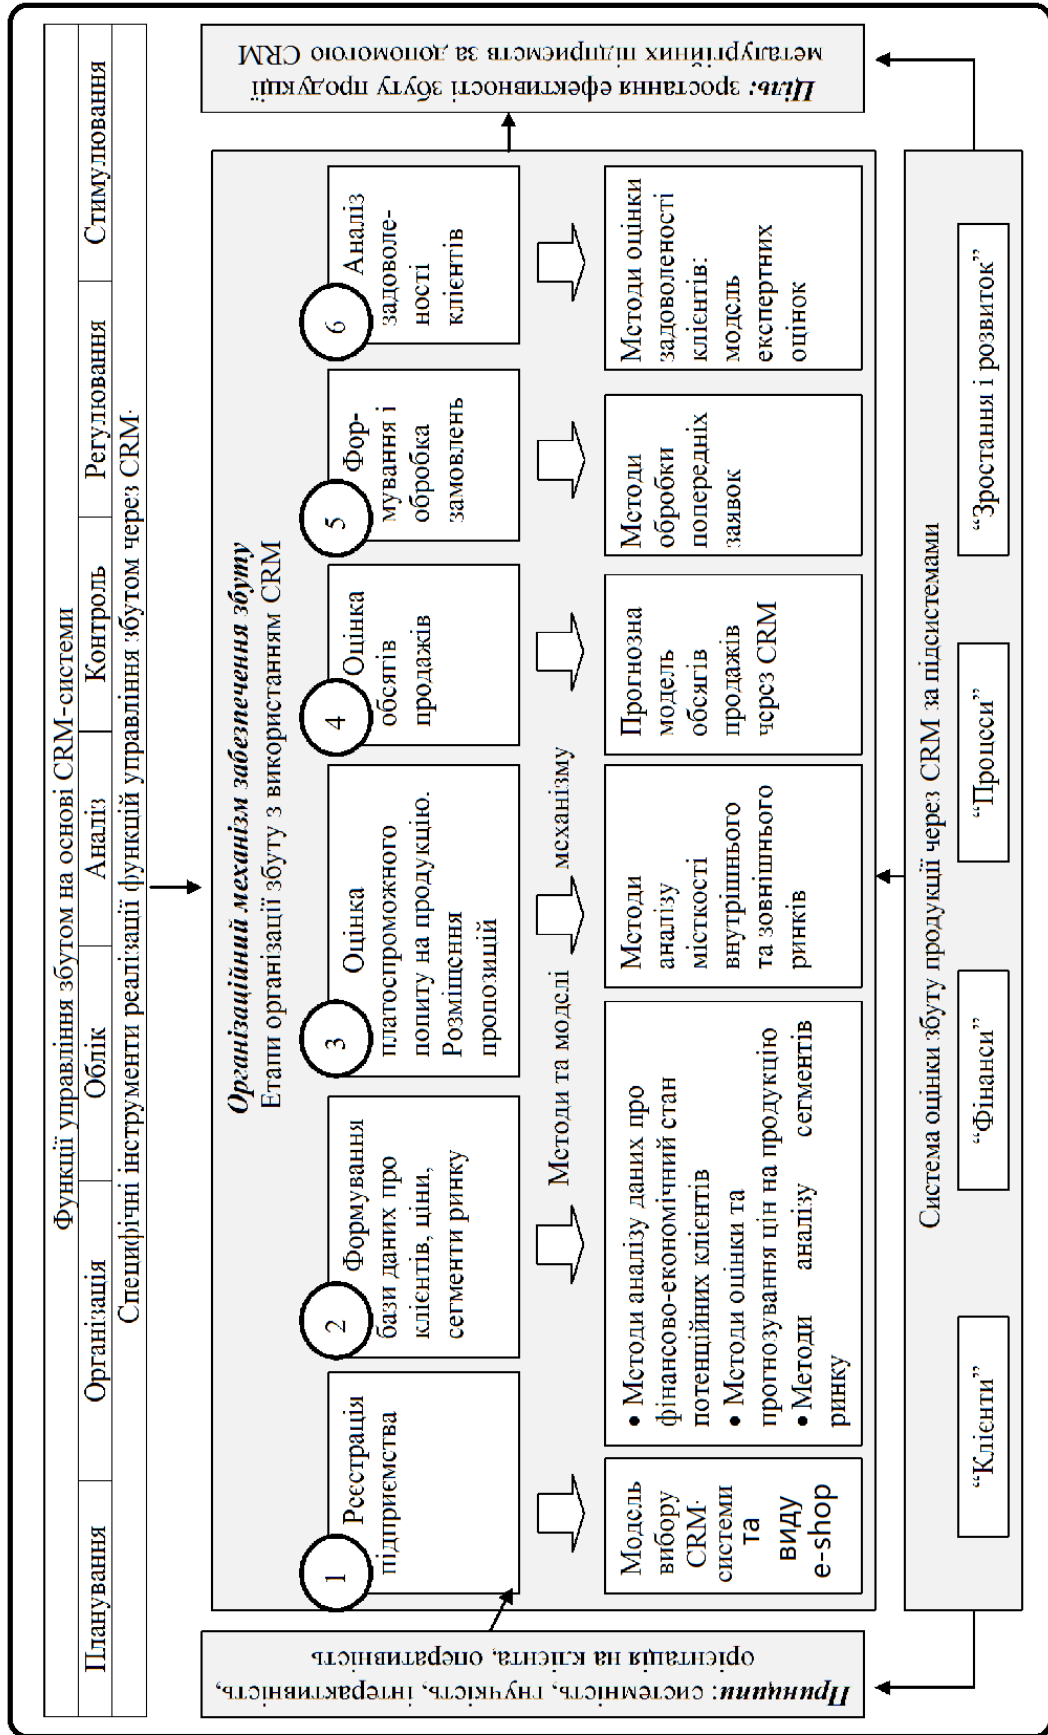 Функції управління збутом на основі CRM-системи
Планування
Організація
Облік
Аналіз
Контроль
Регулювання
Стимулювання
Специфічні інструменти реалізації функцій управління збутом через CRM·
Принципи: системність, гнучкість, інтерактивність,
орієнтація на клієнта, оперативність
Організаційний механізм забезпечення збуту
Етапи організації збуту з використанням CRM
1
Реєстрація
підприємства
2
Формування
бази даних про
клієнтів, ціни,
сегменти ринку
3
Оцінка
платоспроможного
попиту на продукцію.
Розміщення
пропозицій
4
Оцінка
обсягів
продажів
5
Фор-
мування і
обробка
замовлень
6
Аналіз
задоволе-
ності
клієнтів
Методи та моделі механізму
Модель
вибору
CRM-
системи
та
виду
e-shop
• Методи аналізу даних про
фінансово-економічний стан
потенційних клієнтів
• Методи оцінки та
прогнозування цін на продукцію
• Методи аналізу сегментів
ринку
Методи
аналізу
місткості
внутрішнього
та зовнішнього
ринків
Прогнозна
модель
обсягів
продажів
через CRM
Методи
обробки
попередніх
заявок
Методи оцінки
задоволеності
клієнтів:
модель
експертних
оцінок
Ціль: зростання ефективності збуту продукції
металургійних підприємств за допомогою CRM
Система оцінки збуту продукції через CRM за підсистемами
“Клієнти”
“Фінанси”
“Процеси”
“Зростання і розвиток”